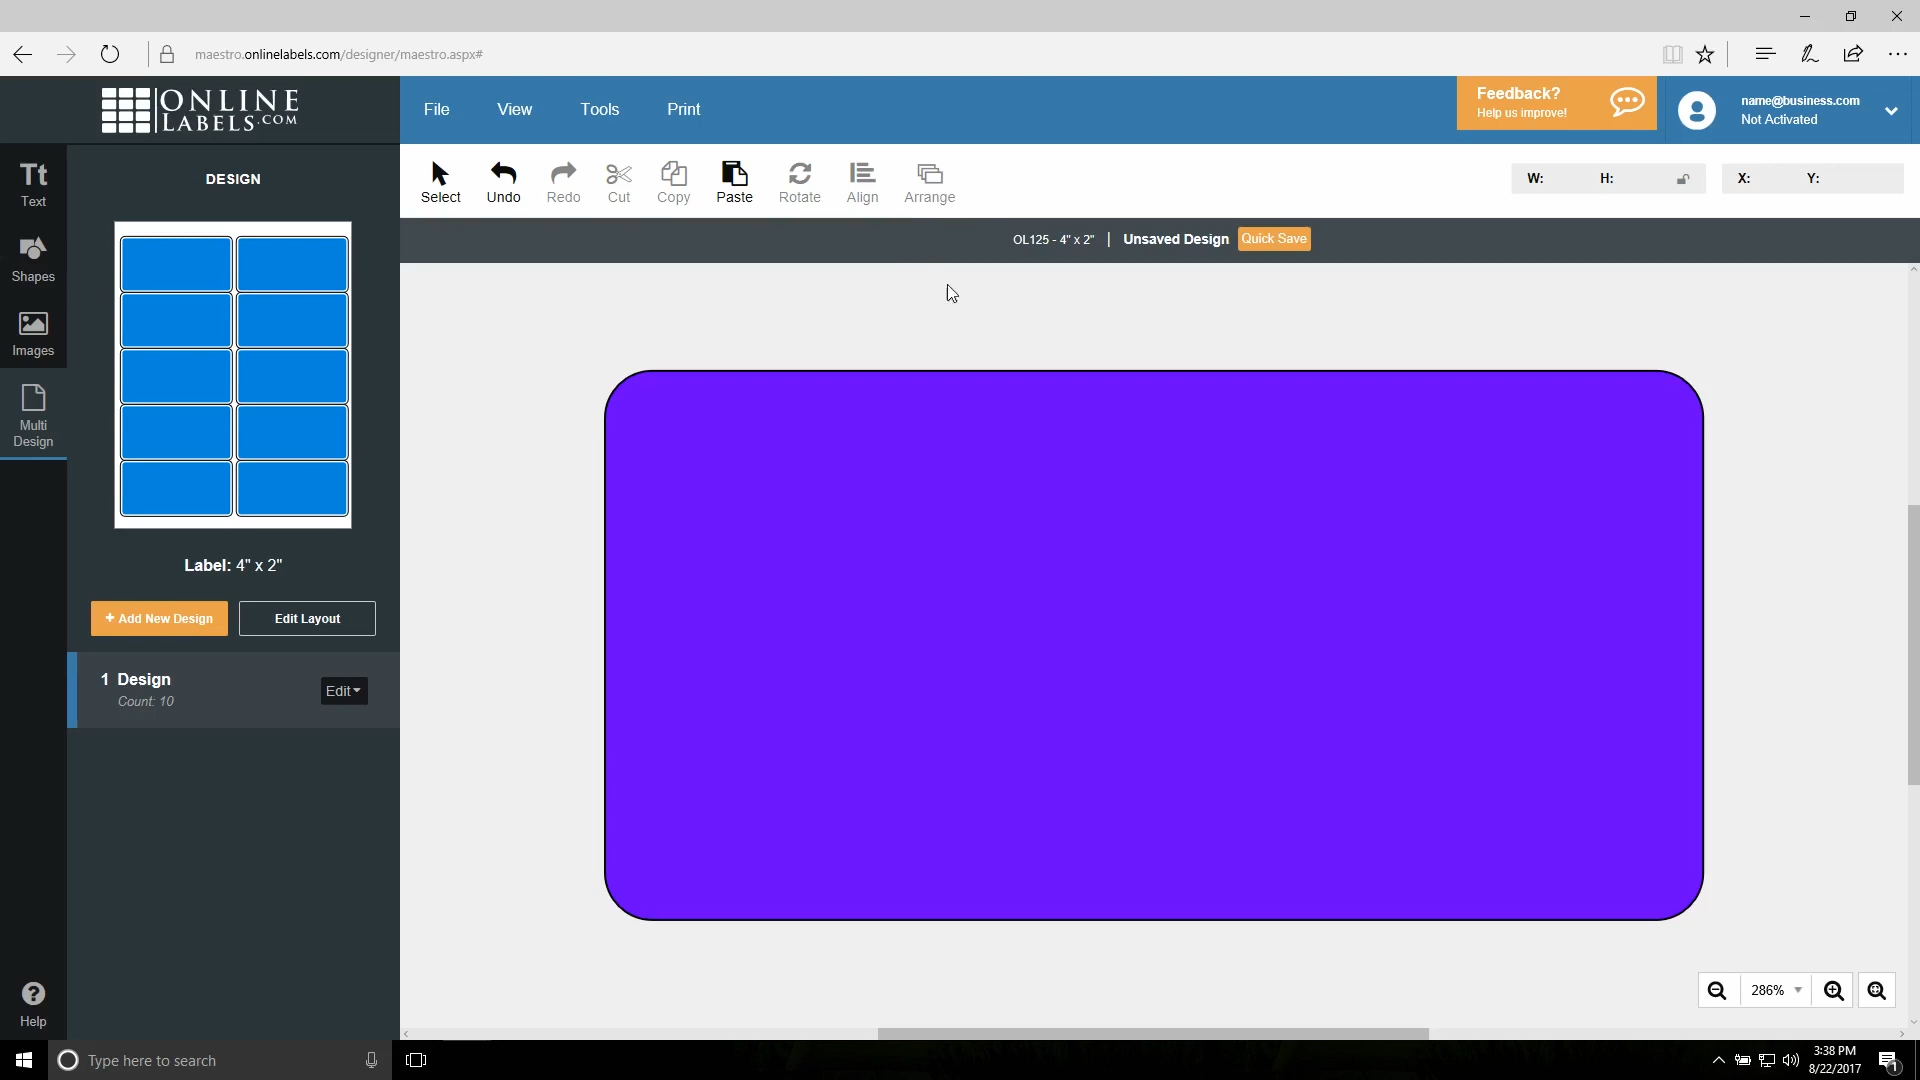 maestro.onlinelabels.com/designer/maestro.aspx#
ONLINE
LABELS.COM
File View Tools Print
Feedback?
Help us improve!
name@business.com
Not Activated
Tt
Text
Shapes
Images
Multi
Design
Help
DESIGN
Label: 4" x 2"
+ Add New Design
Edit Layout
1 Design
Count: 10
Edit
Select Undo Redo Cut Copy Paste Rotate Align Arrange
W: H: X: Y:
OL125 - 4" x 2" | Unsaved Design Quick Save
286%
Type here to search
3:38 PM
8/22/2017
1